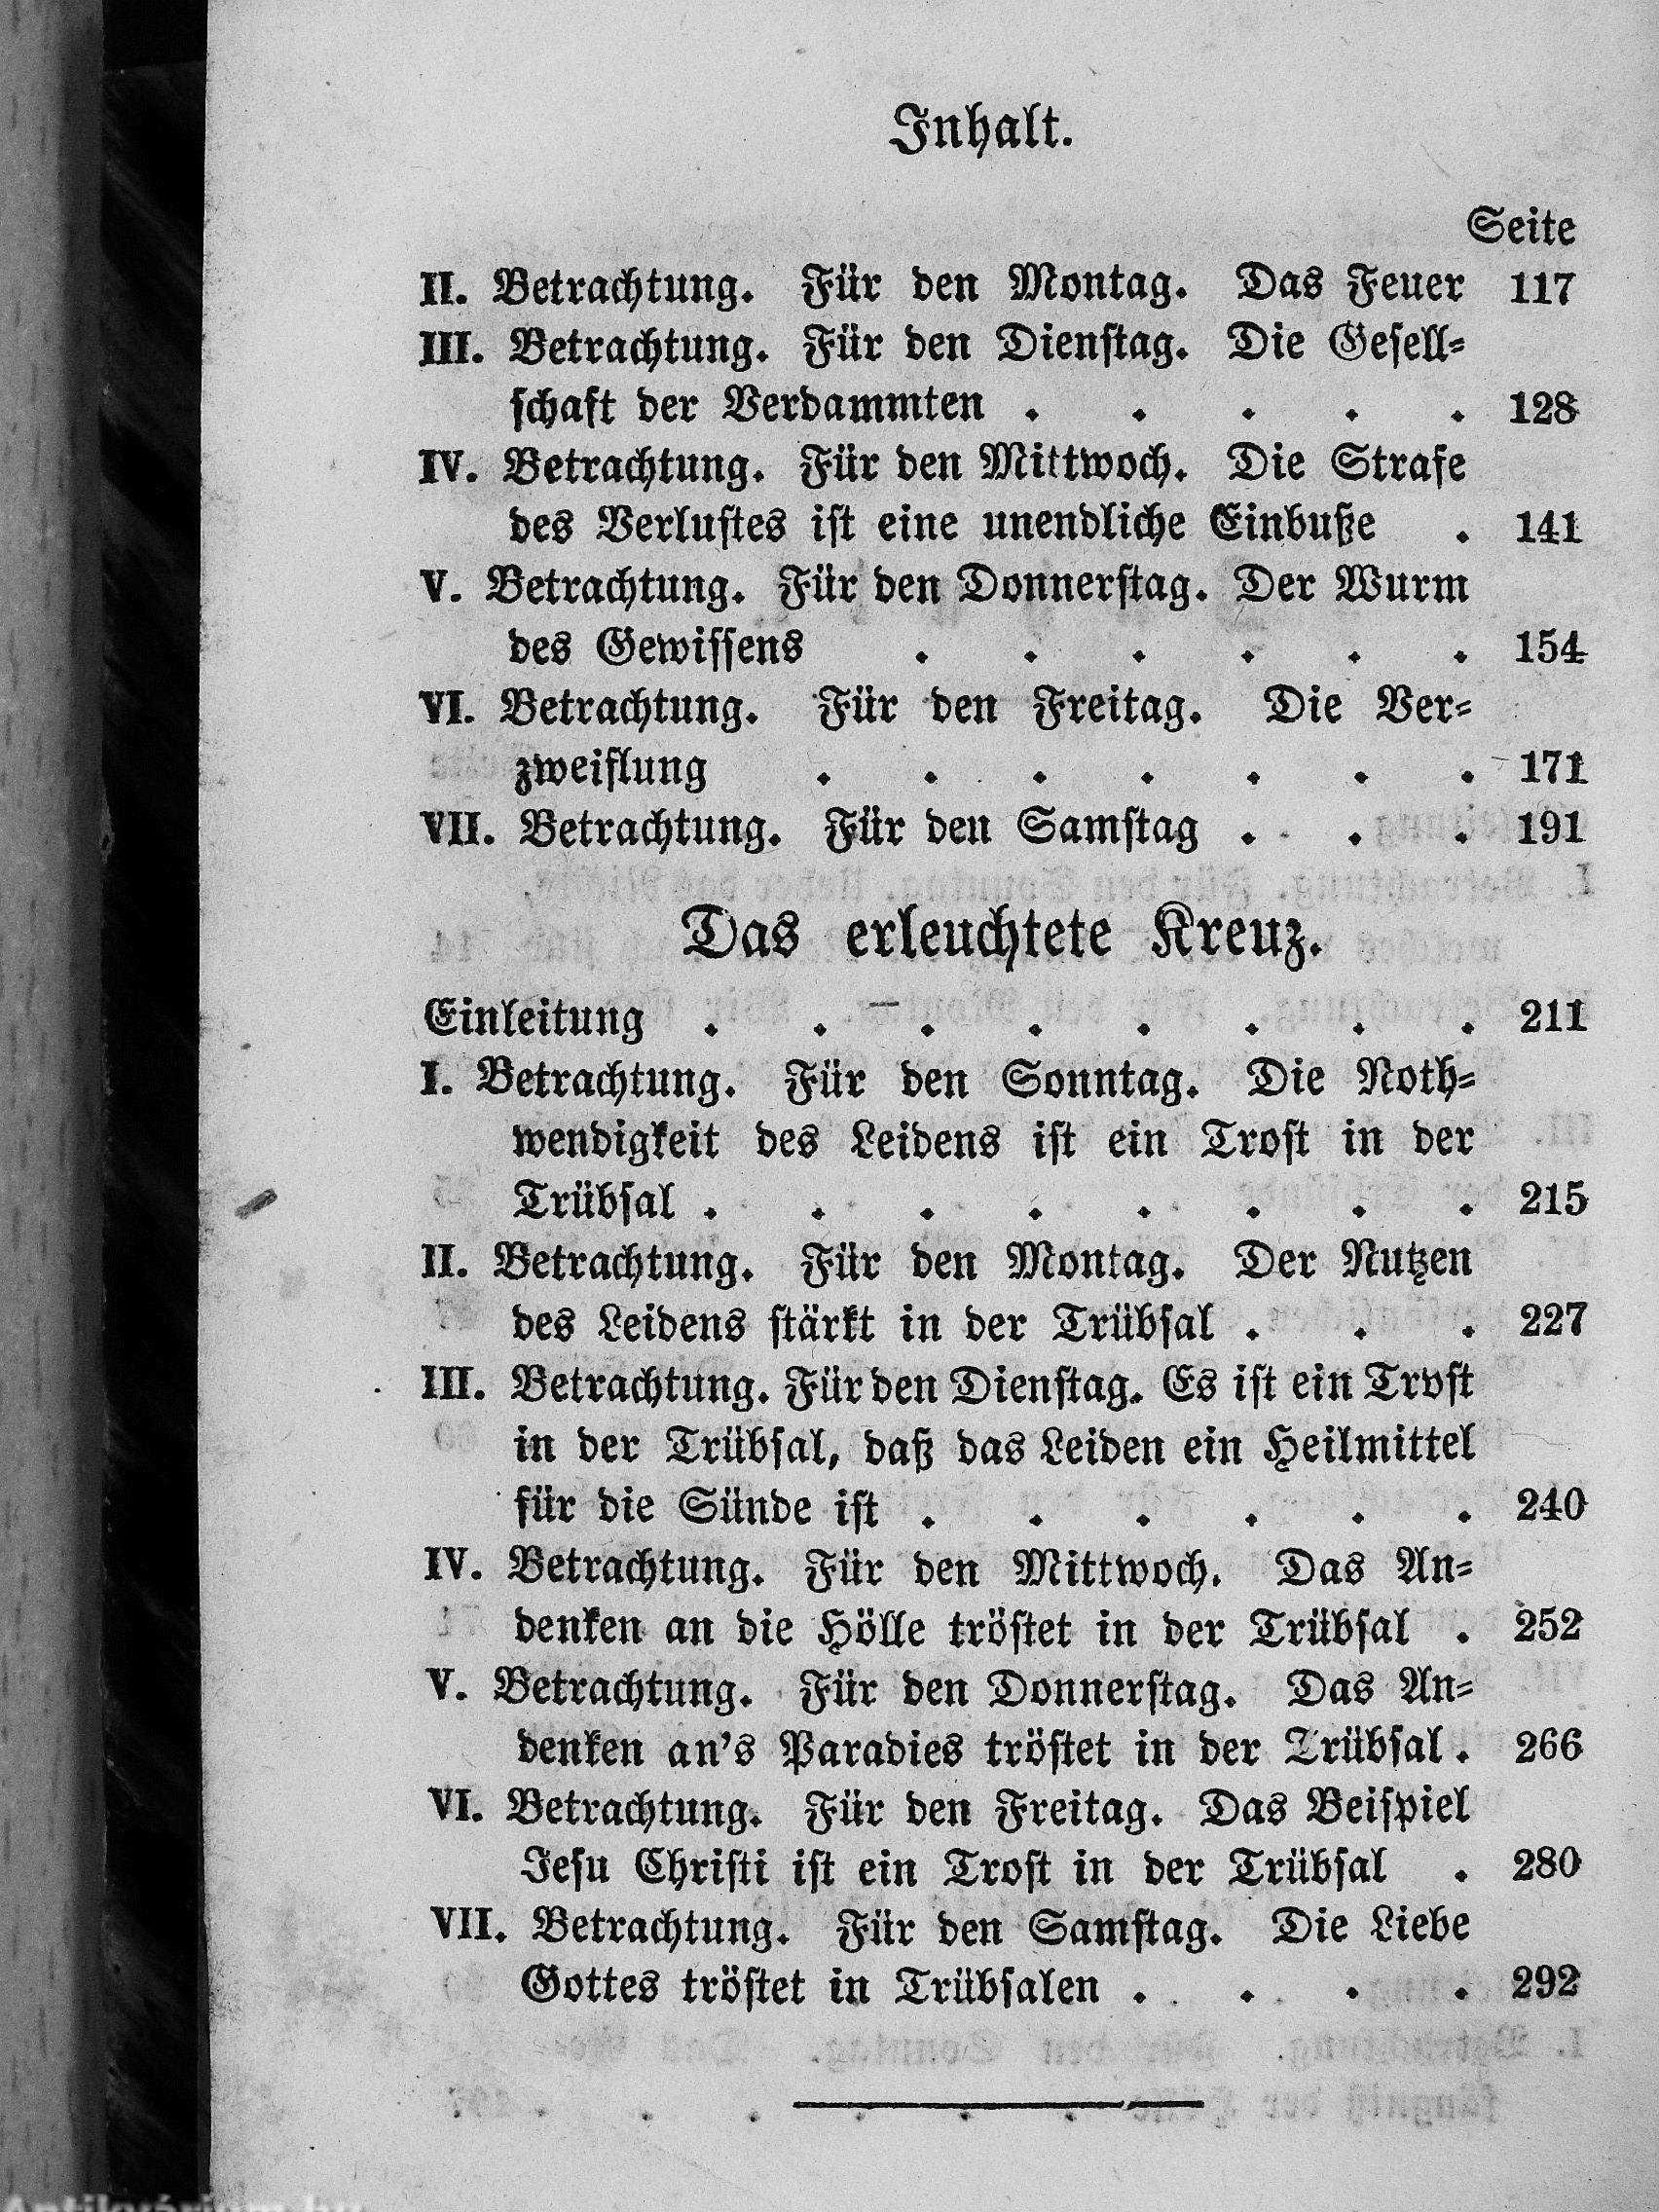 Inhalt.
Seite
II. Betrachtung. Für den Montag. Das Feuer 117
III. Betrachtung. Für den Dienstag. Die Gesell=
schaft der Verdammten . . . . . 128
IV. Betrachtung. Für den Mittwoch. Die Strafe
des Verlustes ist eine unendliche Einbuße . 141
V. Betrachtung. Für den Donnerstag. Der Wurm
des Gewissens . . . . . . 154
VI. Betrachtung. Für den Freitag. Die Ver=
zweiflung . . . . . . . 171
VII. Betrachtung. Für den Samstag . . . 191
Das erleuchtete Kreuz.
Einleitung . . . . . . . . 211
I. Betrachtung. Für den Sonntag. Die Noth=
wendigkeit des Leidens ist ein Trost in der
Trübsal . . . . . . . . 215
II. Betrachtung. Für den Montag. Der Nutzen
des Leidens stärkt in der Trübsal . . . 227
III. Betrachtung. Für den Dienstag. Es ist ein Trost
in der Trübsal, daß das Leiden ein Heilmittel
für die Sünde ist . . . . . . 240
IV. Betrachtung. Für den Mittwoch. Das An=
denken an die Hölle tröstet in der Trübsal . 252
V. Betrachtung. Für den Donnerstag. Das An=
denken an's Paradies tröstet in der Trübsal . 266
VI. Betrachtung. Für den Freitag. Das Beispiel
Jesu Christi ist ein Trost in der Trübsal . 280
VII. Betrachtung. Für den Samstag. Die Liebe
Gottes tröstet in Trübsalen . . . . 292